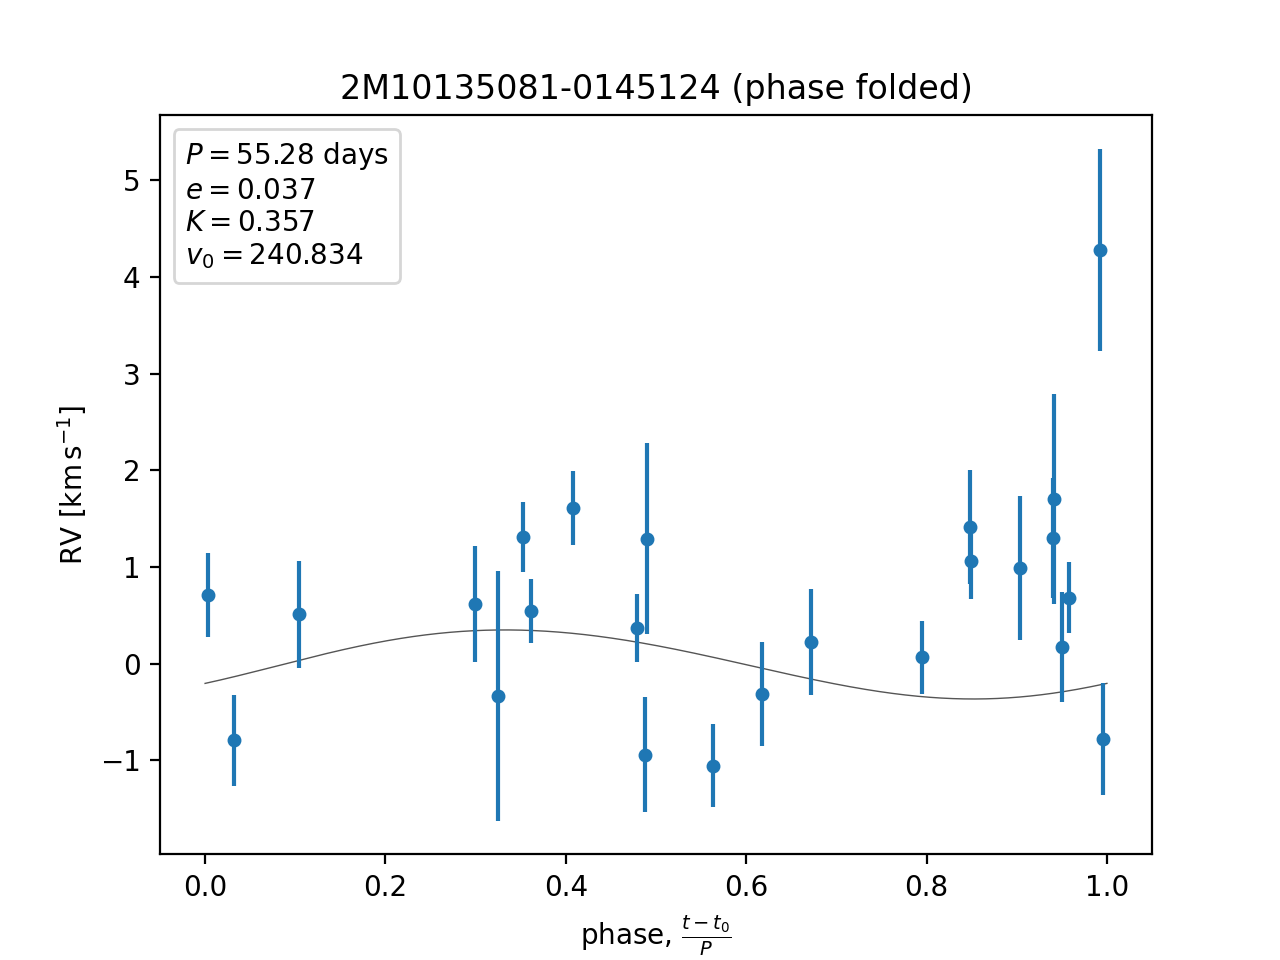 2M10135081-0145124 (phase folded)
P = 55.28 days
e = 0.037
K = 0.357
v₀ = 240.834
RV [km s⁻¹]
5
4
3
2
1
0
−1
0.0 0.2 0.4 0.6 0.8 1.0
phase, (t − t₀)/P